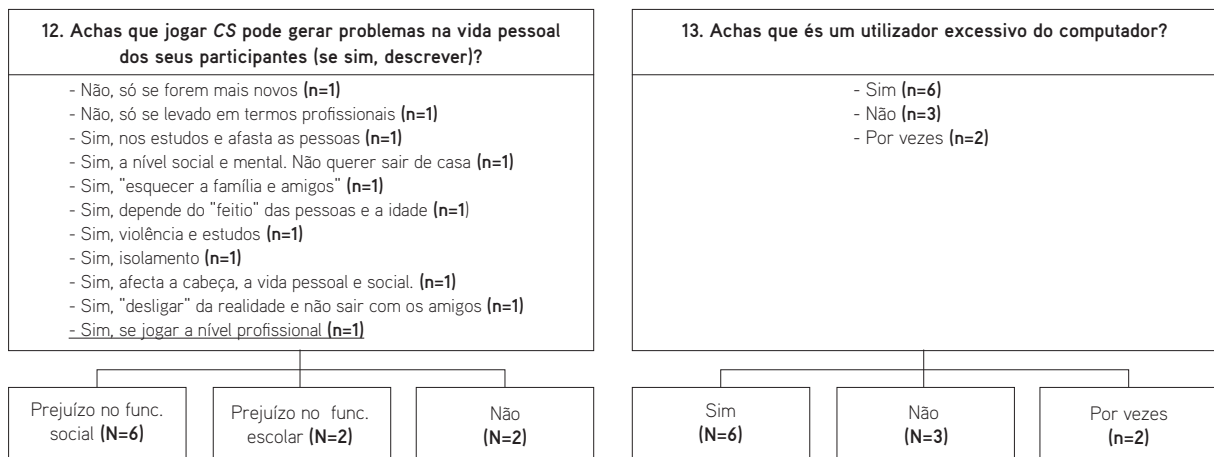 12. Achas que jogar CS pode gerar problemas na vida pessoal
dos seus participantes (se sim, descrever)?
- Não, só se forem mais novos (n=1)
- Não, só se levado em termos profissionais (n=1)
- Sim, nos estudos e afasta as pessoas (n=1)
- Sim, a nível social e mental. Não querer sair de casa (n=1)
- Sim, "esquecer a família e amigos" (n=1)
- Sim, depende do "feitio" das pessoas e a idade (n=1)
- Sim, violência e estudos (n=1)
- Sim, isolamento (n=1)
- Sim, afecta a cabeça, a vida pessoal e social. (n=1)
- Sim, "desligar" da realidade e não sair com os amigos (n=1)
- Sim, se jogar a nível profissional (n=1)
Prejuízo no func.
social (N=6)
Prejuízo no func.
escolar (N=2)
Não
(N=2)
13. Achas que és um utilizador excessivo do computador?
- Sim (n=6)
- Não (n=3)
- Por vezes (n=2)
Sim
(N=6)
Não
(N=3)
Por vezes
(n=2)